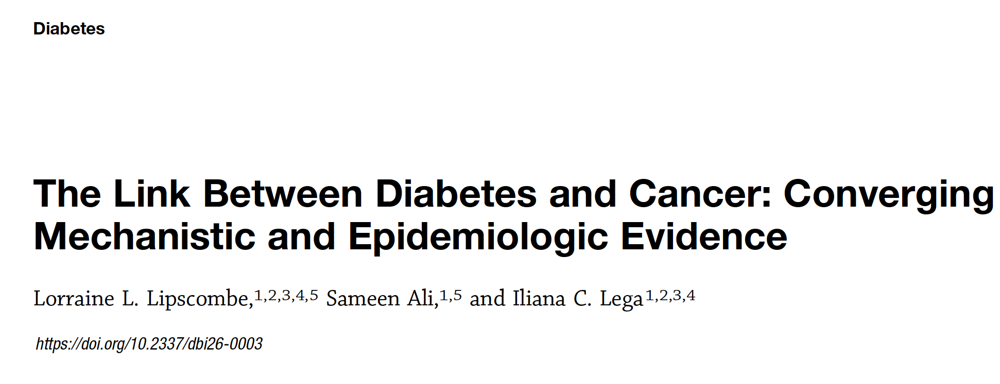 Diabetes
The Link Between Diabetes and Cancer: Converging
Mechanistic and Epidemiologic Evidence
Lorraine L. Lipscombe,1,2,3,4,5 Sameen Ali,1,5 and Iliana C. Lega1,2,3,4
https://doi.org/10.2337/dbi26-0003